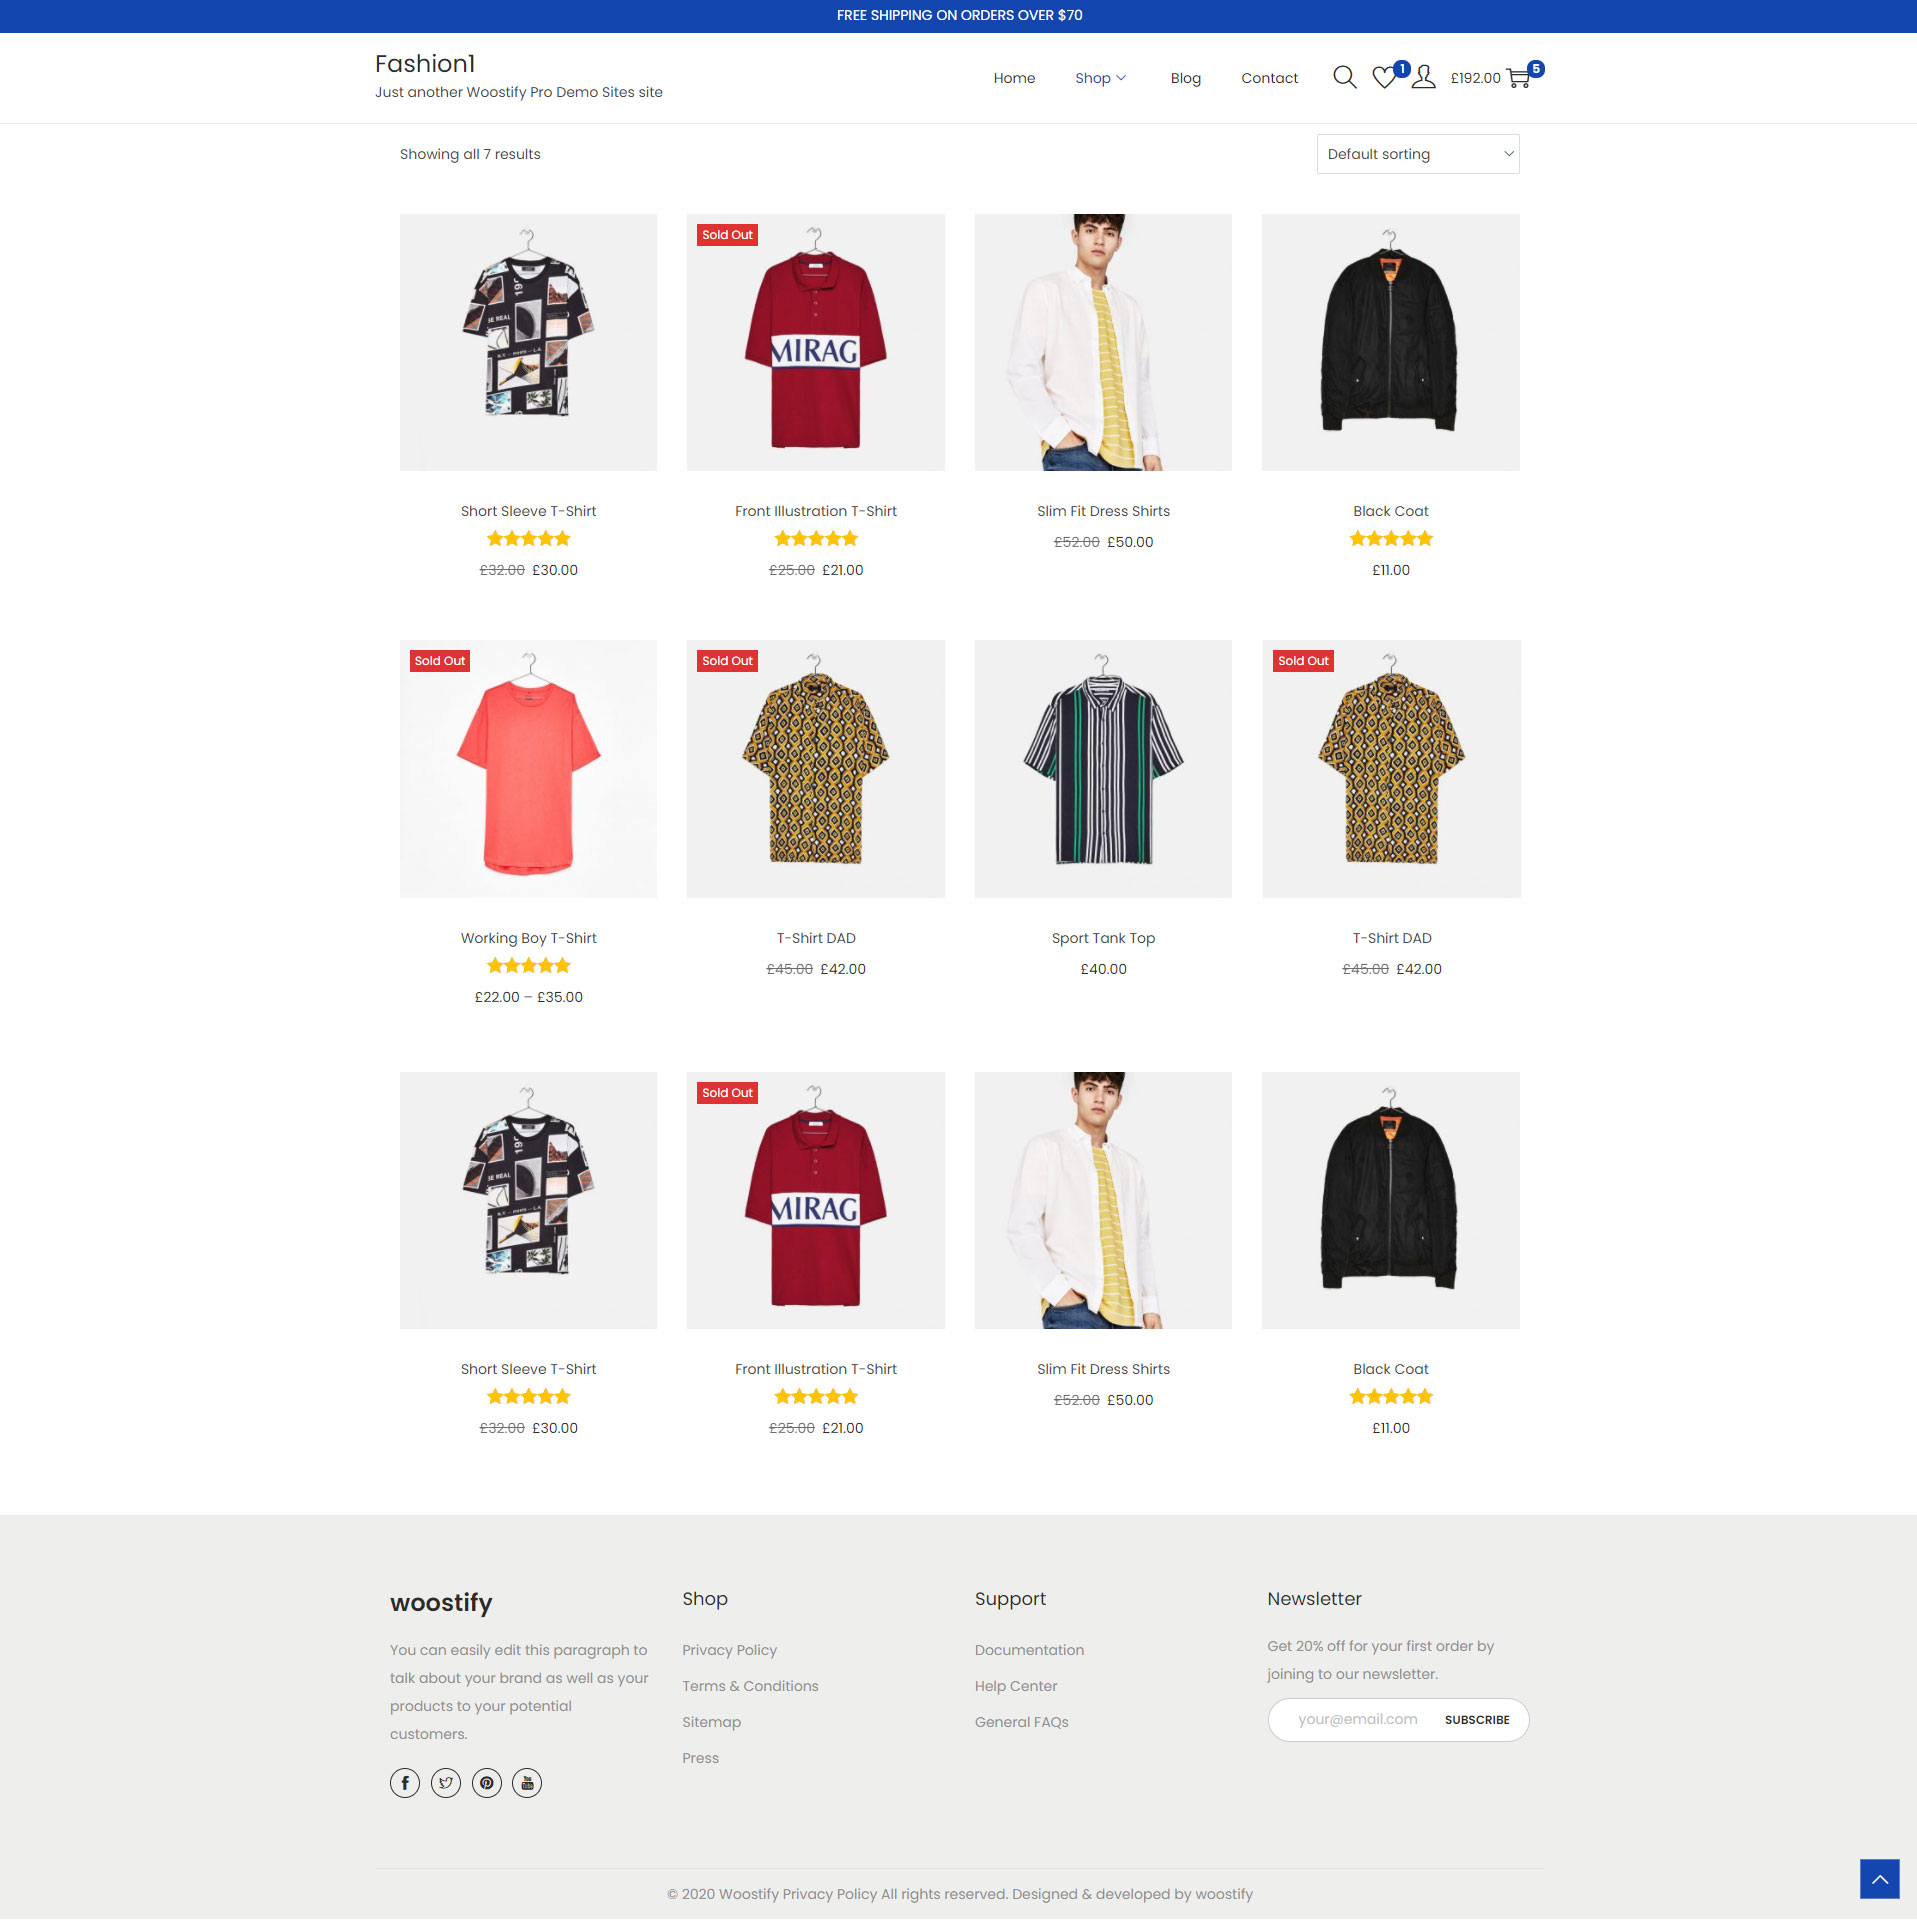 FREE SHIPPING ON ORDERS OVER $70
Fashion1
Just another Woostify Pro Demo Sites site
Home
Shop
Blog
Contact
1
£192.00
5
Showing all 7 results
Default sorting
BE REAL
Sold Out
MIRAG
Short Sleeve T-Shirt
£32.00 £30.00
Front Illustration T-Shirt
£25.00 £21.00
Slim Fit Dress Shirts
£52.00 £50.00
Black Coat
£11.00
Sold Out
Sold Out
Sold Out
Working Boy T-Shirt
£22.00 – £35.00
T-Shirt DAD
£45.00 £42.00
Sport Tank Top
£40.00
T-Shirt DAD
£45.00 £42.00
BE REAL
Sold Out
MIRAG
Short Sleeve T-Shirt
£32.00 £30.00
Front Illustration T-Shirt
£25.00 £21.00
Slim Fit Dress Shirts
£52.00 £50.00
Black Coat
£11.00
woostify
You can easily edit this paragraph to
talk about your brand as well as your
products to your potential
customers.
Shop
Privacy Policy
Terms & Conditions
Sitemap
Press
Support
Documentation
Help Center
General FAQs
Newsletter
Get 20% off for your first order by
joining to our newsletter.
your@email.com
SUBSCRIBE
© 2020 Woostify Privacy Policy All rights reserved. Designed & developed by woostify